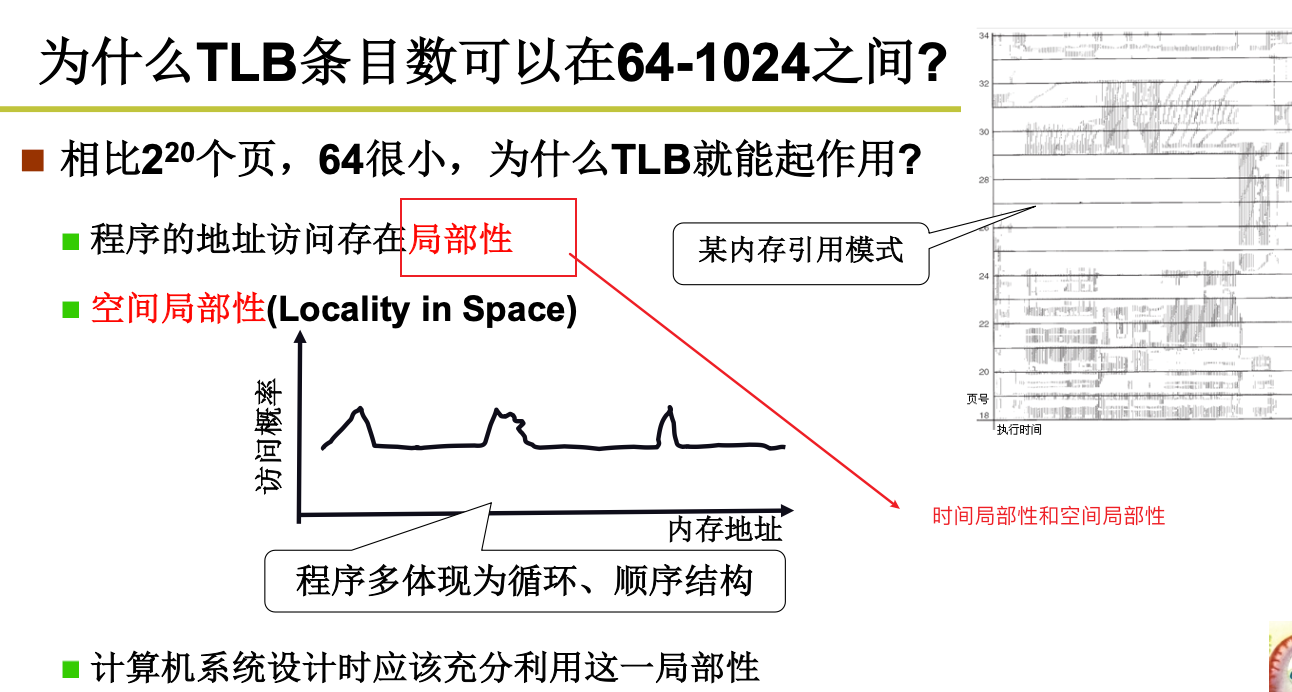 为什么TLB条目数可以在64-1024之间?
相比2²⁰个页，64很小，为什么TLB就能起作用?
程序的地址访问存在局部性
空间局部性(Locality in Space)
访问概率
内存地址
程序多体现为循环、顺序结构
计算机系统设计时应该充分利用这一局部性
某内存引用模式
34
32
30
28
26
24
22
20
页号
18
执行时间
时间局部性和空间局部性